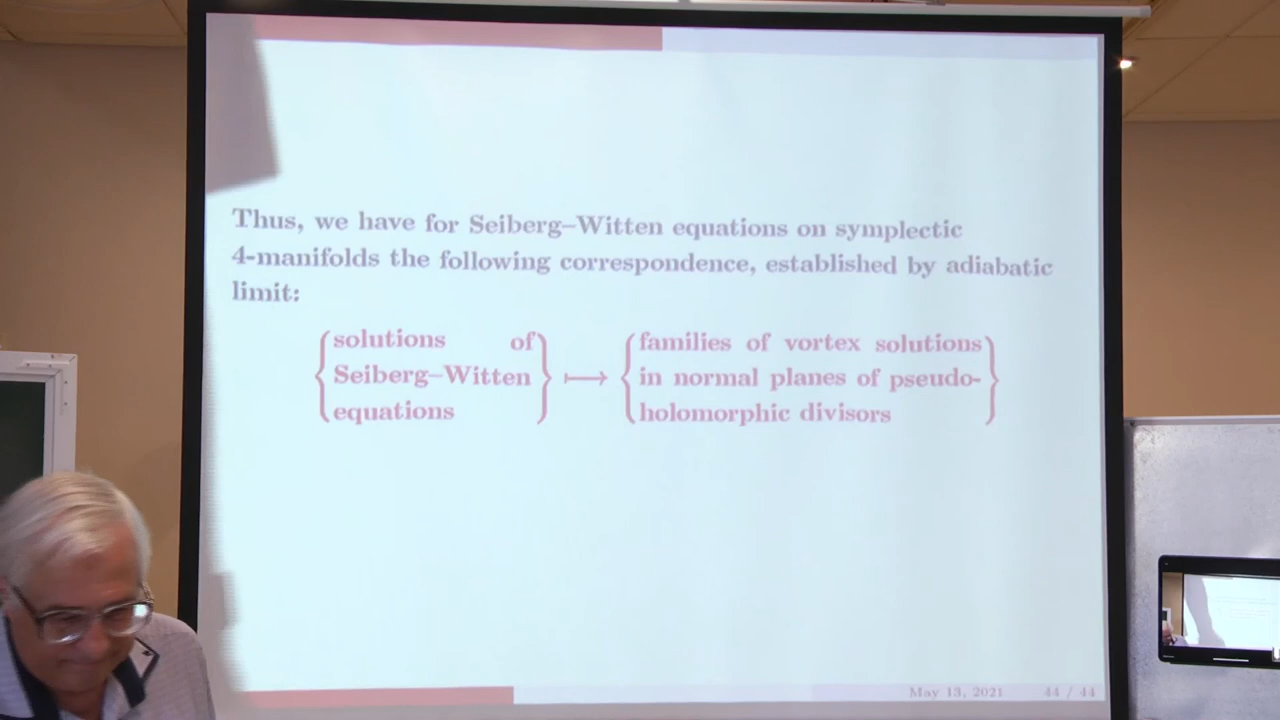 Thus, we have for Seiberg–Witten equations on symplectic
4-manifolds the following correspondence, established by adiabatic
limit:
{solutions of
Seiberg–Witten
equations} ⟼ {families of vortex solutions
in normal planes of pseudo-
holomorphic divisors}
May 13, 2021 44 / 44